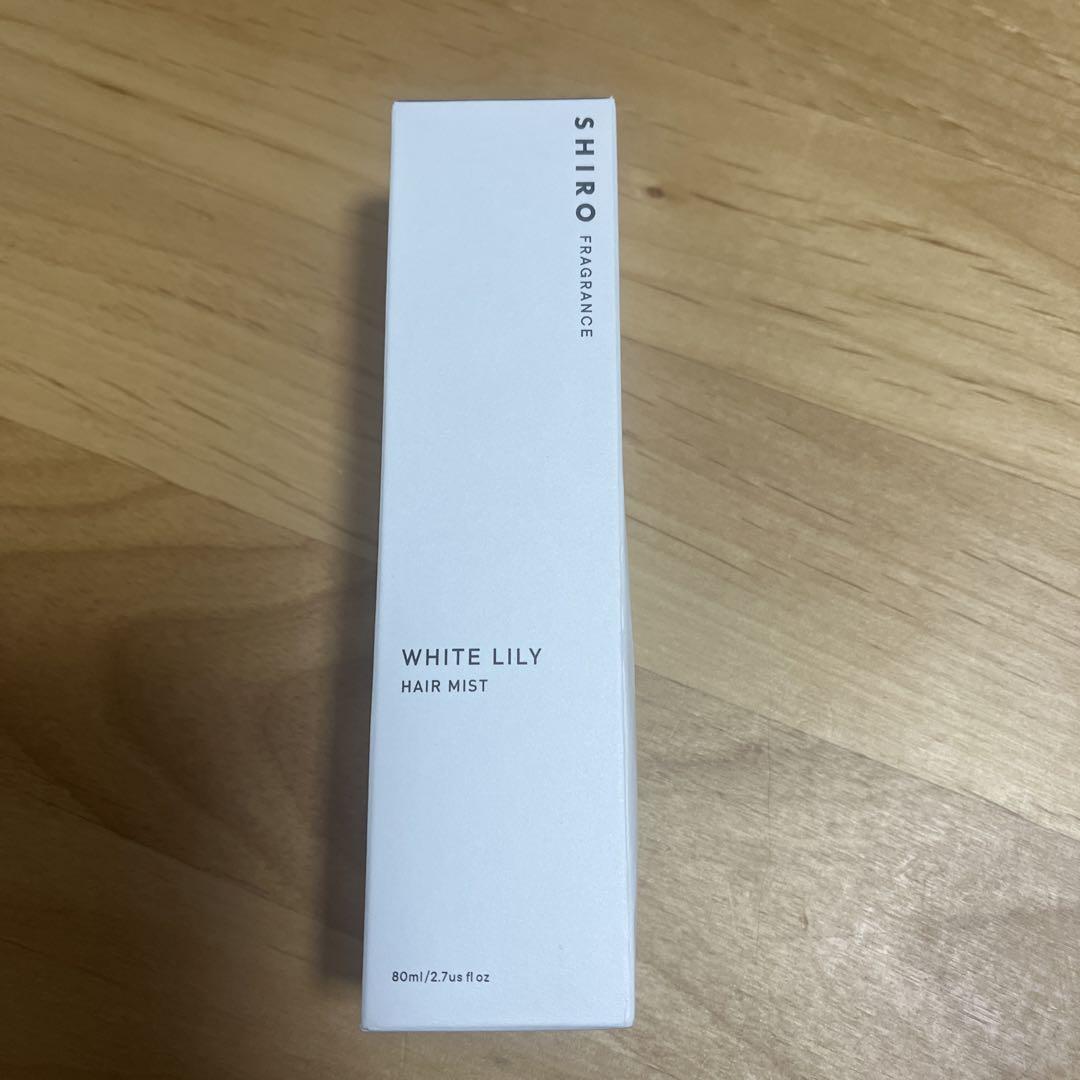 SHIRO FRAGRANCE
WHITE LILY
HAIR MIST
80ml/2.7us fl oz